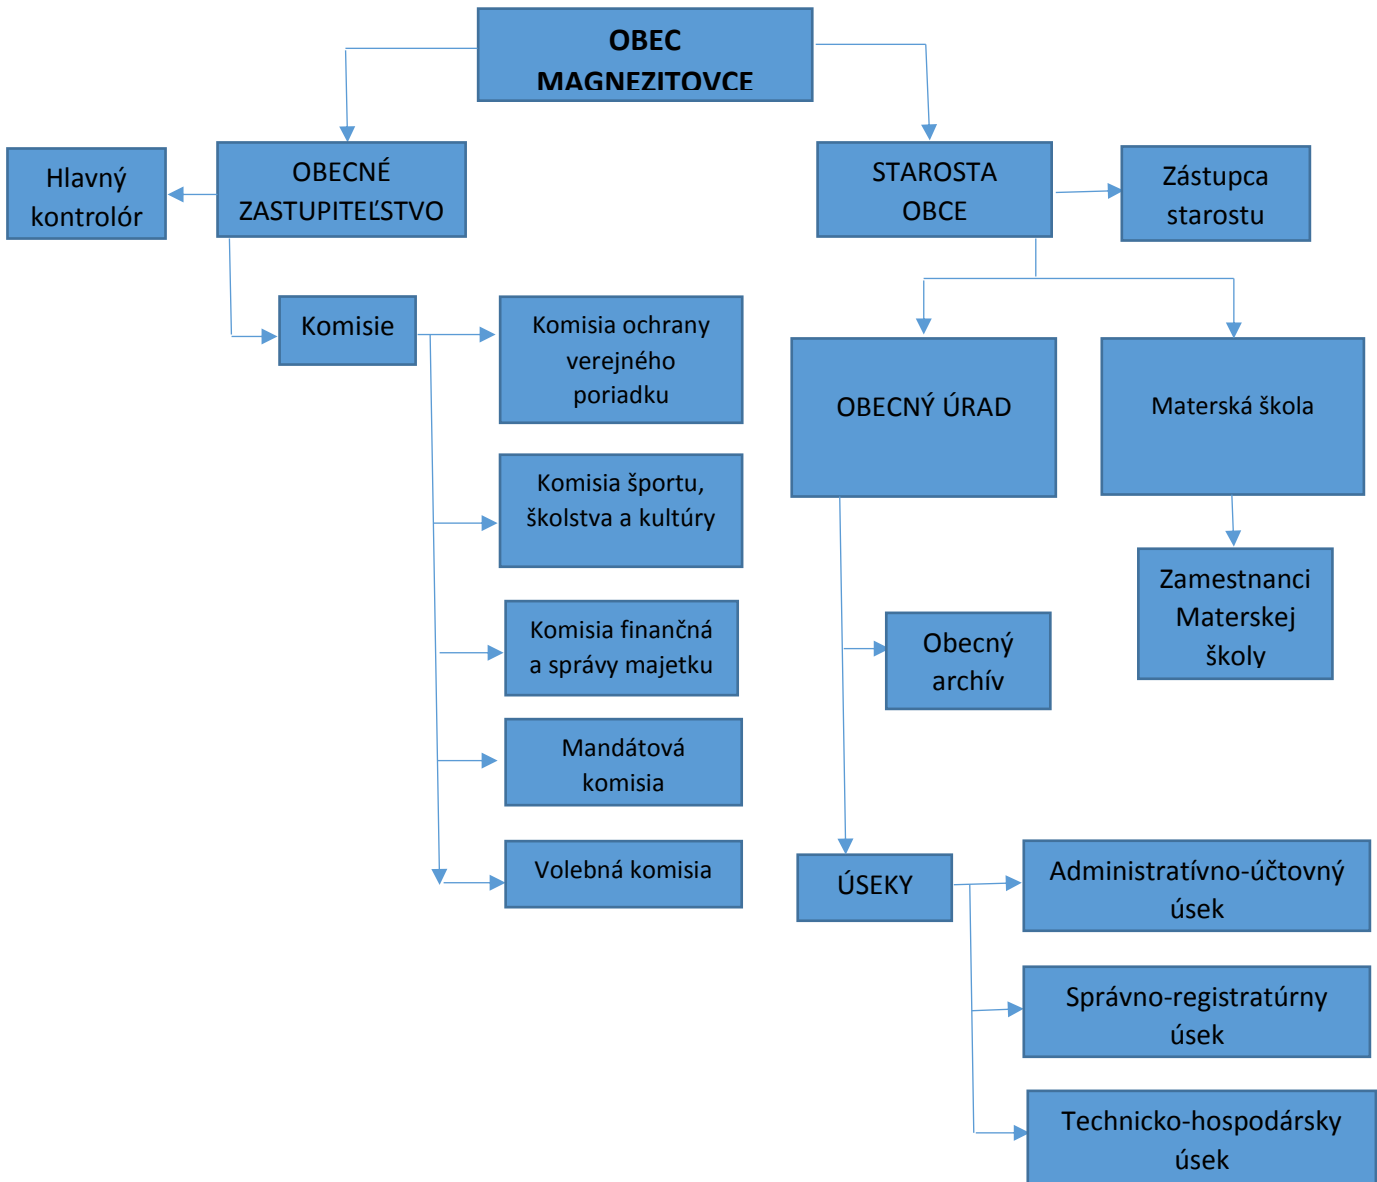 OBEC
MAGNEZITOVCE
Hlavný
kontrolór
OBECNÉ
ZASTUPITEĽSTVO
STAROSTA
OBCE
Zástupca
starostu
Komisie
Komisia ochrany
verejného
poriadku
OBECNÝ ÚRAD
Materská škola
Komisia športu,
školstva a kultúry
Zamestnanci
Materskej
školy
Komisia finančná
a správy majetku
Obecný
archív
Mandátová
komisia
Volebná komisia
ÚSEKY
Administratívno-účtovný
úsek
Správno-registratúrny
úsek
Technicko-hospodársky
úsek